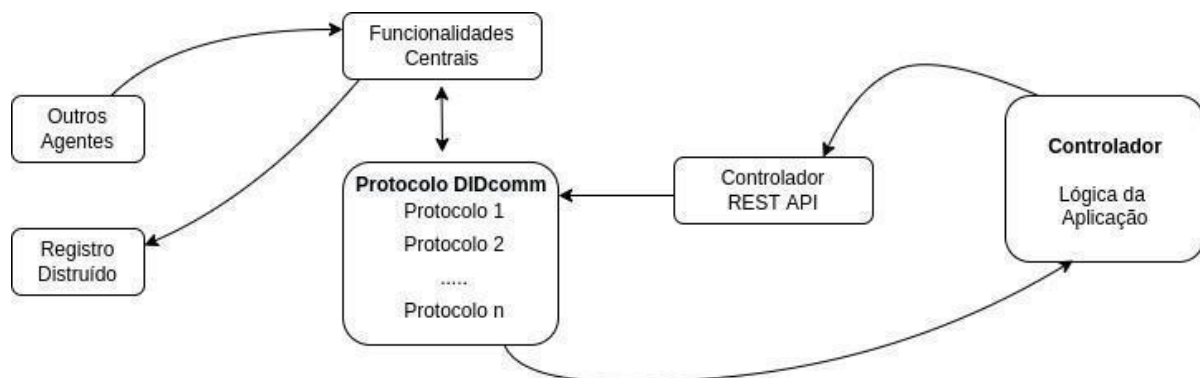 Funcionalidades
Centrais
Outros
Agentes
Registro
Distruído
Protocolo DIDcomm
Protocolo 1
Protocolo 2
.....
Protocolo n
Controlador
REST API
Controlador
Lógica da
Aplicação